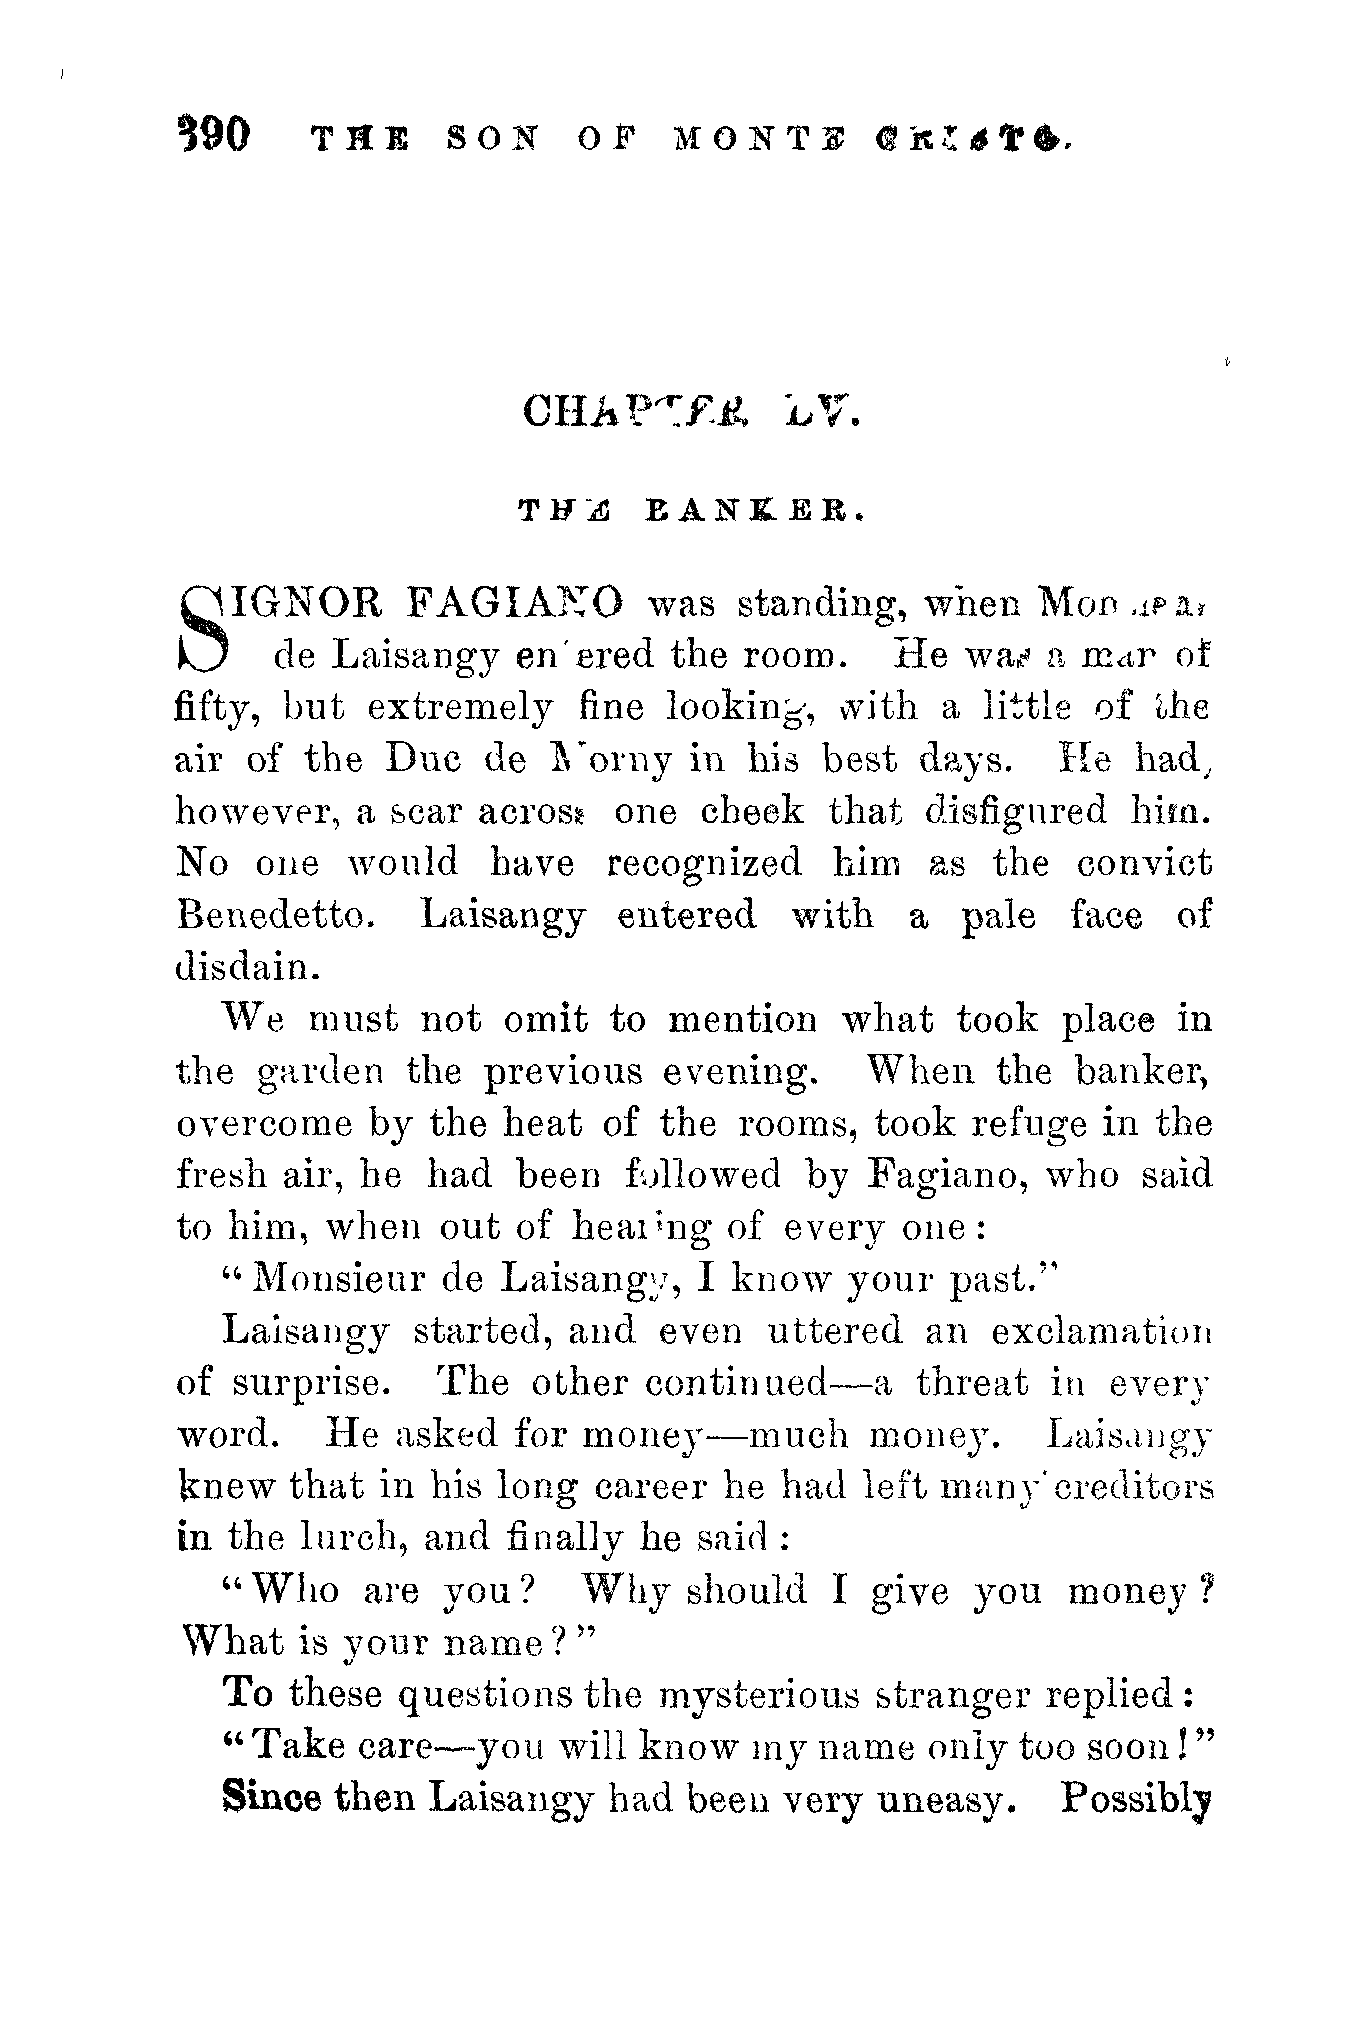 390 THE SON OF MONTE CRISTO.
CHAPTER LV.
THE BANKER.
SIGNOR FAGIANO was standing, when
de Laisangy entered the room. He was a man of
fifty, but extremely fine looking, with a little of the
air of the Duc de Morny in his best days. He had,
however, a scar across one cheek that disfigured him.
No one would have recognized him as the convict
Benedetto. Laisangy entered with a pale face of
disdain.
We must not omit to mention what took place in
the garden the previous evening. When the banker,
overcome by the heat of the rooms, took refuge in the
fresh air, he had been followed by Fagiano, who said
to him, when out of hearing of every one:
“Monsieur de Laisangy, I know your past.”
Laisangy started, and even uttered an exclamation
of surprise. The other continued—a threat in every
word. He asked for money—much money. Laisangy
knew that in his long career he had left many creditors
in the lurch, and finally he said:
“Who are you? Why should I give you money?
What is your name?”
To these questions the mysterious stranger replied:
“Take care—you will know my name only too soon!”
Since then Laisangy had been very uneasy. Possibly